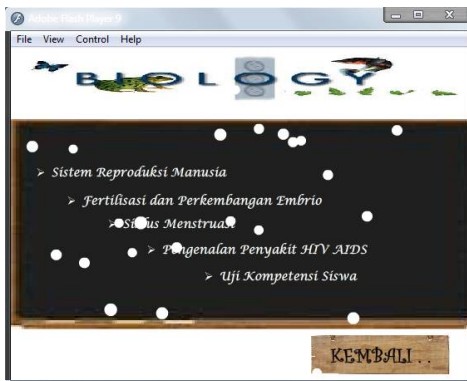 Adobe Flash Player 9
File View Control Help
BIOLOGY
Sistem Reproduksi Manusia
Fertilisasi dan Perkembangan Embrio
Siklus Menstruasi
Pengenalan Penyakit HIV AIDS
Uji Kompetensi Siswa
KEMBALI . .